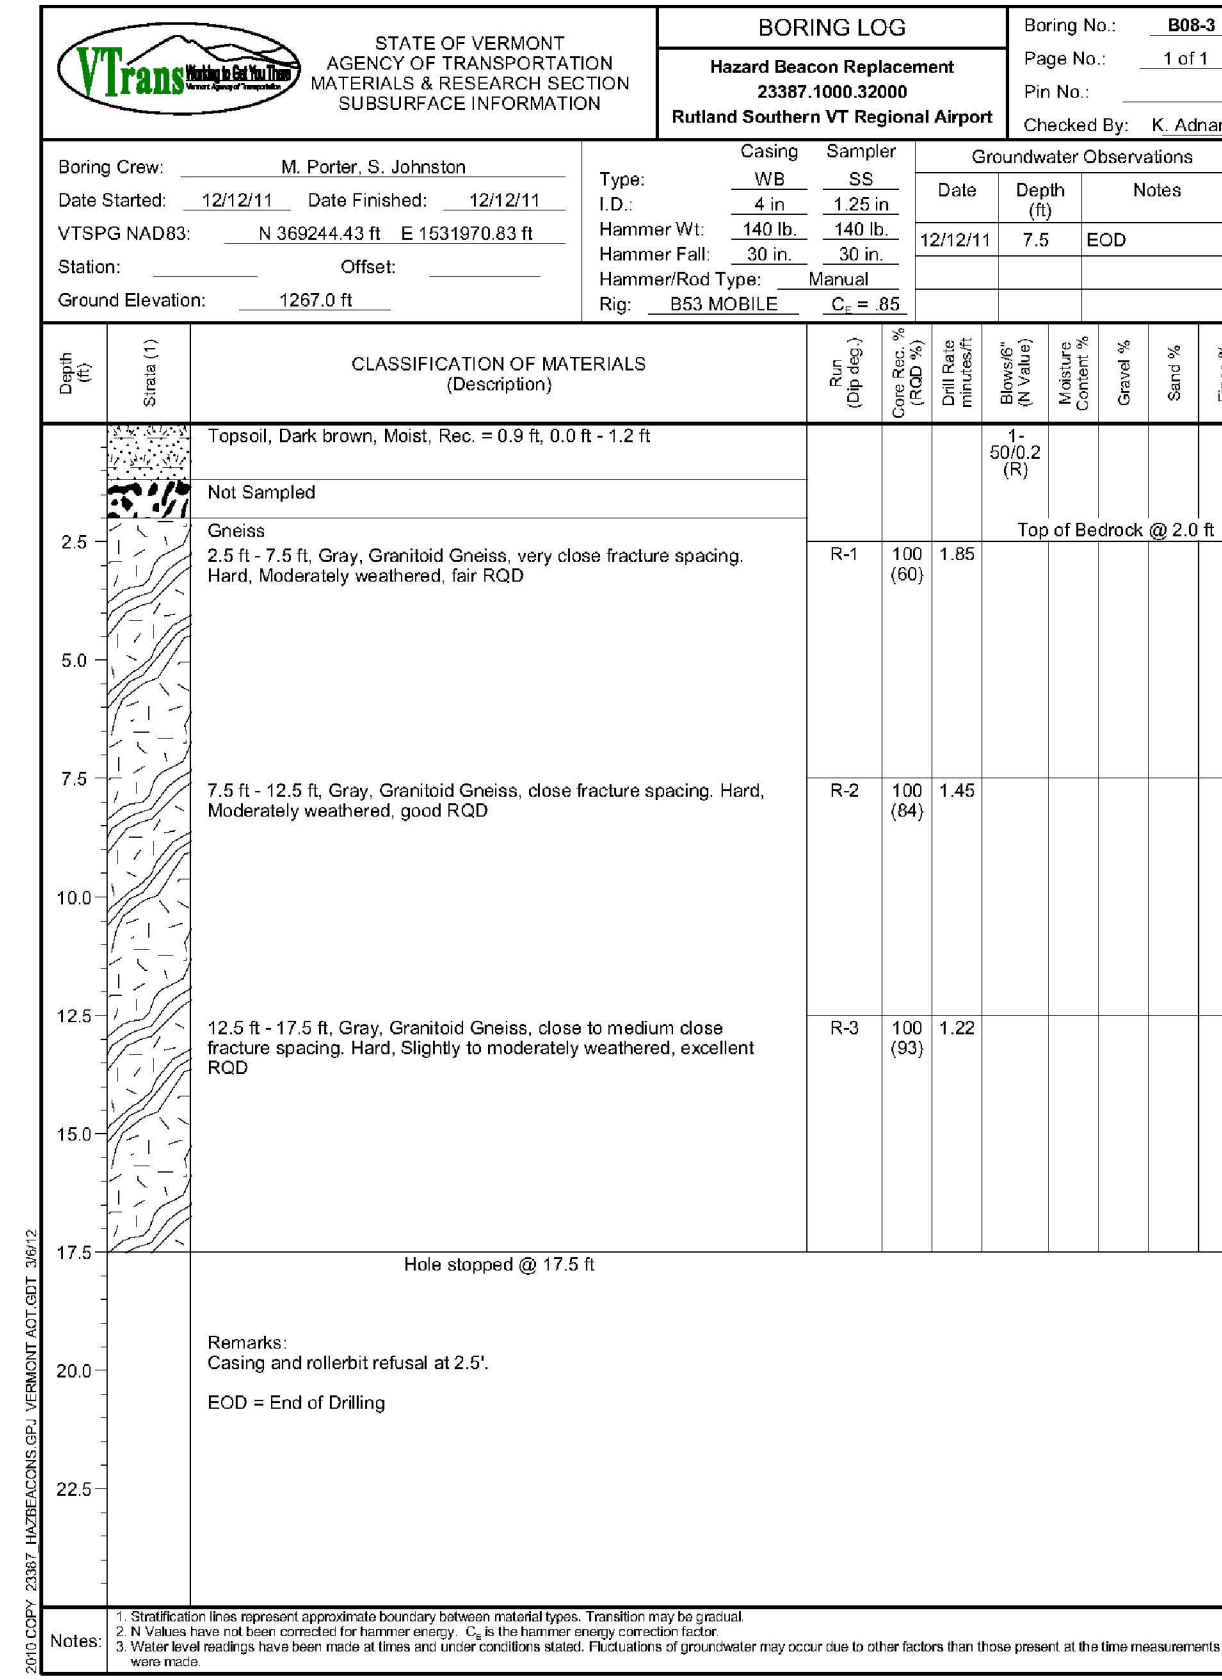 VTrans Working to Get You There
Vermont Agency of Transportation
STATE OF VERMONT
AGENCY OF TRANSPORTATION
MATERIALS & RESEARCH SECTION
SUBSURFACE INFORMATION
BORING LOG
Hazard Beacon Replacement
23387.1000.32000
Rutland Southern VT Regional Airport
Boring No.: B08-3
Page No.: 1 of 1
Pin No.:
Checked By: K. Adnan
Boring Crew: M. Porter, S. Johnston
Date Started: 12/12/11 Date Finished: 12/12/11
VTSPG NAD83: N 369244.43 ft E 1531970.83 ft
Station: Offset:
Ground Elevation: 1267.0 ft
Casing Sampler
Type: WB SS
I.D.: 4 in 1.25 in
Hammer Wt: 140 lb. 140 lb.
Hammer Fall: 30 in. 30 in.
Hammer/Rod Type: Manual
Rig: B53 MOBILE CE = .85
Groundwater Observations
Date Depth (ft) Notes
12/12/11 7.5 EOD
Depth (ft)
Strata (1)
CLASSIFICATION OF MATERIALS
(Description)
Run (Dip deg.)
Core Rec. % (RQD %)
Drill Rate minutes/ft
Blows/6" (N Value)
Moisture Content %
Gravel %
Sand %
Topsoil, Dark brown, Moist, Rec. = 0.9 ft, 0.0 ft - 1.2 ft
1-
50/0.2
(R)
Not Sampled
Gneiss
Top of Bedrock @ 2.0 ft
2.5
2.5 ft - 7.5 ft, Gray, Granitoid Gneiss, very close fracture spacing.
Hard, Moderately weathered, fair RQD
R-1 100 1.85
(60)
5.0
7.5
7.5 ft - 12.5 ft, Gray, Granitoid Gneiss, close fracture spacing. Hard,
Moderately weathered, good RQD
R-2 100 1.45
(84)
10.0
12.5
12.5 ft - 17.5 ft, Gray, Granitoid Gneiss, close to medium close
fracture spacing. Hard, Slightly to moderately weathered, excellent
RQD
R-3 100 1.22
(93)
15.0
17.5
Hole stopped @ 17.5 ft
Remarks:
Casing and rollerbit refusal at 2.5'.
20.0
EOD = End of Drilling
22.5
2010 COPY 23387_HAZBEACONS.GPJ VERMONT AOT.GDT 3/6/12
Notes:
1. Stratification lines represent approximate boundary between material types. Transition may be gradual.
2. N Values have not been corrected for hammer energy. CE is the hammer energy correction factor.
3. Water level readings have been made at times and under conditions stated. Fluctuations of groundwater may occur due to other factors than those present at the time measurements
were made.